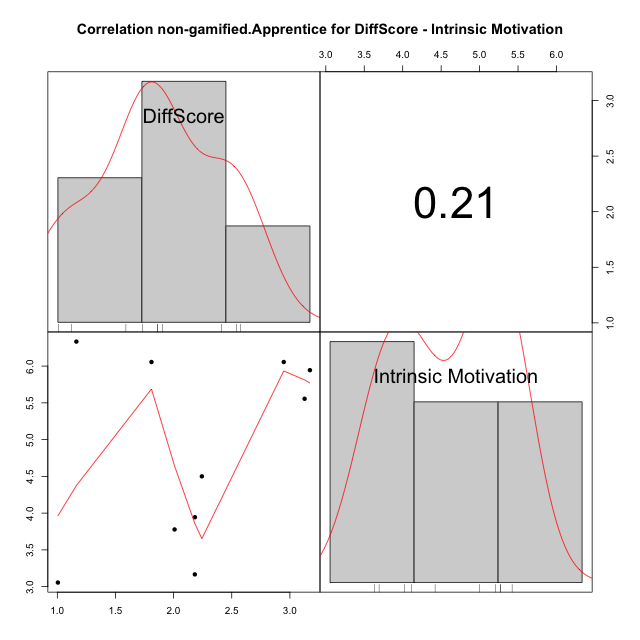 Correlation non-gamified.Apprentice for DiffScore - Intrinsic Motivation
3.0 3.5 4.0 4.5 5.0 5.5 6.0
DiffScore
0.21
3.0
2.5
2.0
1.5
1.0
6.0
5.5
5.0
4.5
4.0
3.5
3.0
Intrinsic Motivation
1.0 1.5 2.0 2.5 3.0